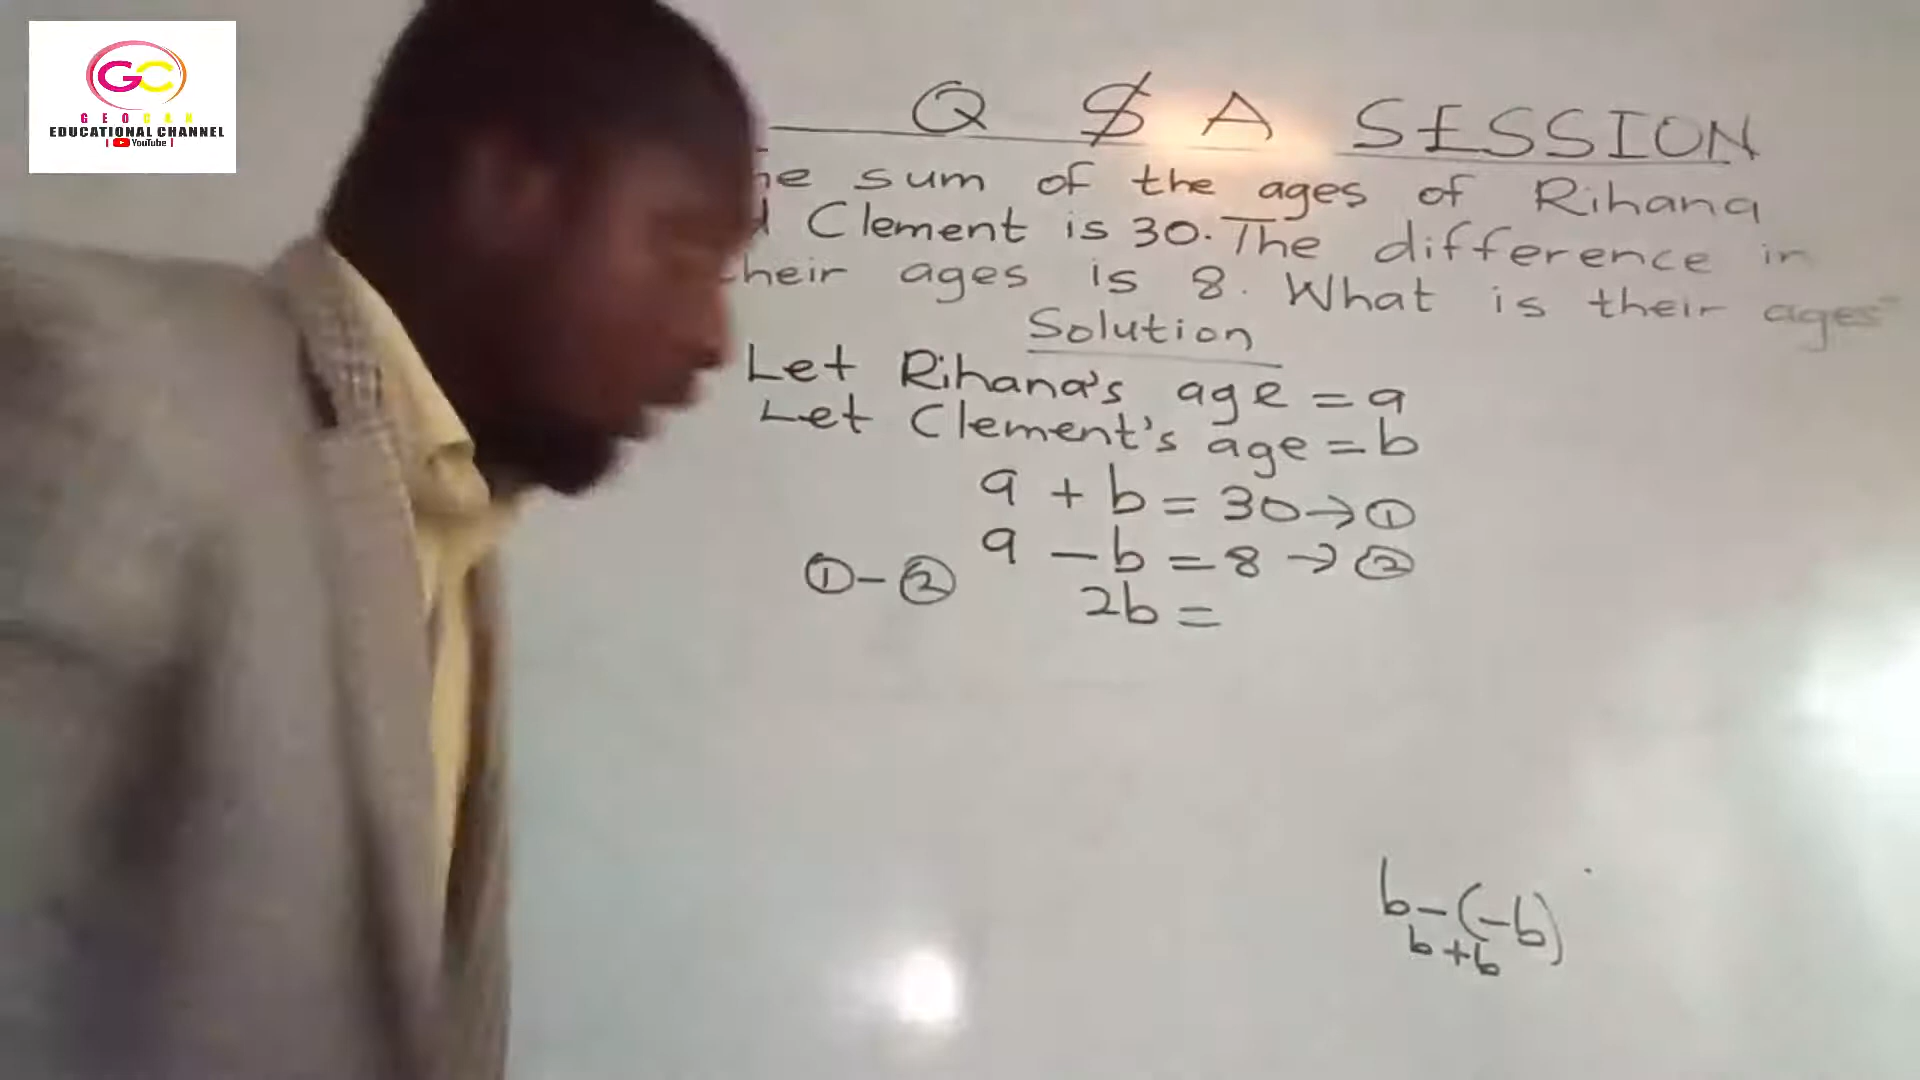 GC
GEOCAN
EDUCATIONAL CHANNEL
YouTube
Q $ A SESSION
sum of the ages of Rihana
Clement is 30. The difference in
ages is 8. What is their ages
Solution
Let Rihana's age = a
Let Clement's age = b
a + b = 30 → ①
a - b = 8 → ②
① - ② 2b =
b - (-b)
b + b